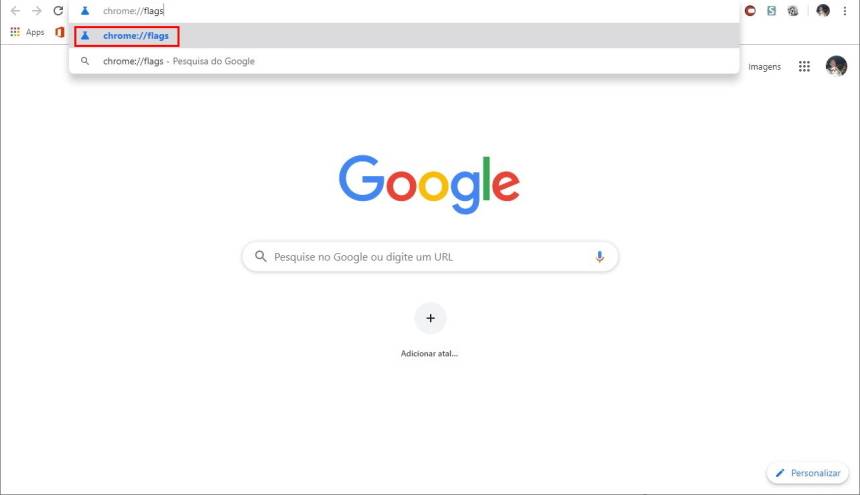 chrome://flags
Apps
chrome://flags
chrome://flags - Pesquisa do Google
Imagens
Google
Pesquise no Google ou digite um URL
Adicionar atal...
Personalizar